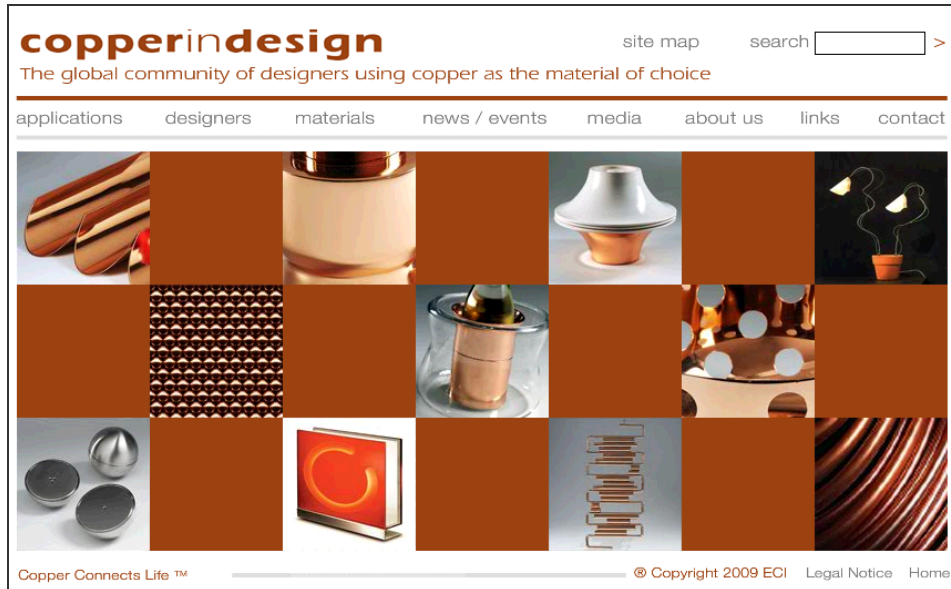 copperindesign
site map search >
The global community of designers using copper as the material of choice
applications designers materials news / events media about us links contact
Copper Connects Life ™ ® Copyright 2009 ECI Legal Notice Home